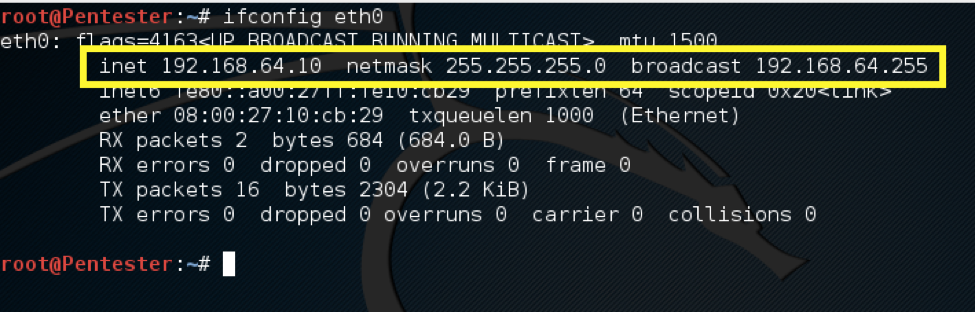 root@Pentester:~# ifconfig eth0
eth0: flags=4163<UP,BROADCAST,RUNNING,MULTICAST>  mtu 1500
inet 192.168.64.10  netmask 255.255.255.0  broadcast 192.168.64.255
inet6 fe80::a00:27ff:fe10:cb29  prefixlen 64  scopeid 0x20<link>
ether 08:00:27:10:cb:29  txqueuelen 1000  (Ethernet)
RX packets 2  bytes 684 (684.0 B)
RX errors 0  dropped 0  overruns 0  frame 0
TX packets 16  bytes 2304 (2.2 KiB)
TX errors 0  dropped 0 overruns 0  carrier 0  collisions 0
root@Pentester:~#